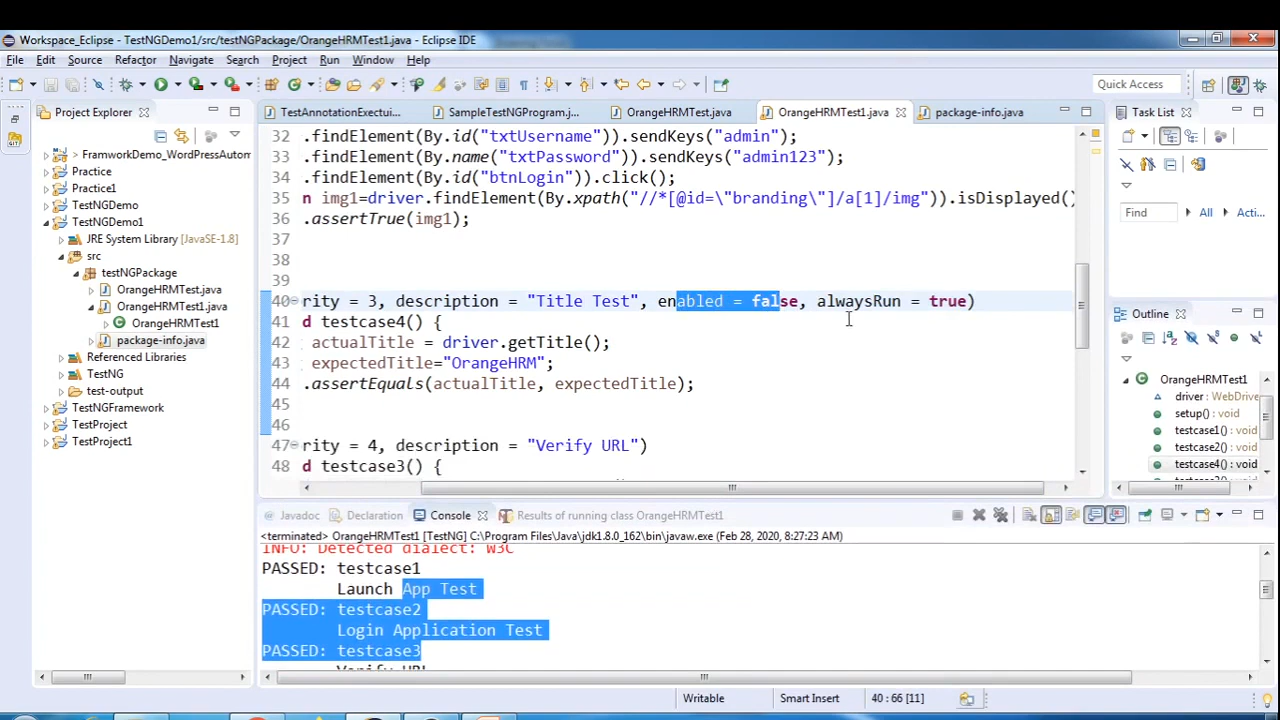 Workspace_Eclipse - TestNGDemo1/src/testNGPackage/OrangeHRMTest1.java - Eclipse IDE
File Edit Source Refactor Navigate Search Project Run Window Help
Quick Access
Project Explorer
TestAnnotationExectui...
SampleTestNGProgram.j...
OrangeHRMTest.java
OrangeHRMTest1.java
package-info.java
Task List
> FramworkDemo_WordPressAutom
Practice
Practice1
TestNGDemo
TestNGDemo1
JRE System Library [JavaSE-1.8]
src
testNGPackage
OrangeHRMTest.java
OrangeHRMTest1.java
OrangeHRMTest1
package-info.java
Referenced Libraries
TestNG
test-output
TestNGFramework
TestProject
TestProject1
32 .findElement(By.id("txtUsername")).sendKeys("admin");
33 .findElement(By.name("txtPassword")).sendKeys("admin123");
34 .findElement(By.id("btnLogin")).click();
35 n img1=driver.findElement(By.xpath("//*[@id=\"branding\"]/a[1]/img")).isDisplayed()
36 .assertTrue(img1);
37
38
39
40 rity = 3, description = "Title Test", enabled = false, alwaysRun = true)
41 d testcase4() {
42 actualTitle = driver.getTitle();
43 expectedTitle="OrangeHRM";
44 .assertEquals(actualTitle, expectedTitle);
45
46
47 rity = 4, description = "Verify URL")
48 d testcase3() {
Find All Acti...
Outline
OrangeHRMTest1
driver : WebDrive
setup() : void
testcase1() : void
testcase4() : void
Javadoc Declaration Console Results of running class OrangeHRMTest1
<terminated> OrangeHRMTest1 [TestNG] C:\Program Files\Java\jdk1.8.0_162\bin\javaw.exe (Feb 28, 2020, 8:27:23 AM)
INFO: Detected dialect: W3C
PASSED: testcase1
Launch App Test
PASSED: testcase2
Login Application Test
PASSED: testcase3
Verify URL
Writable Smart Insert 40 : 66 [11]